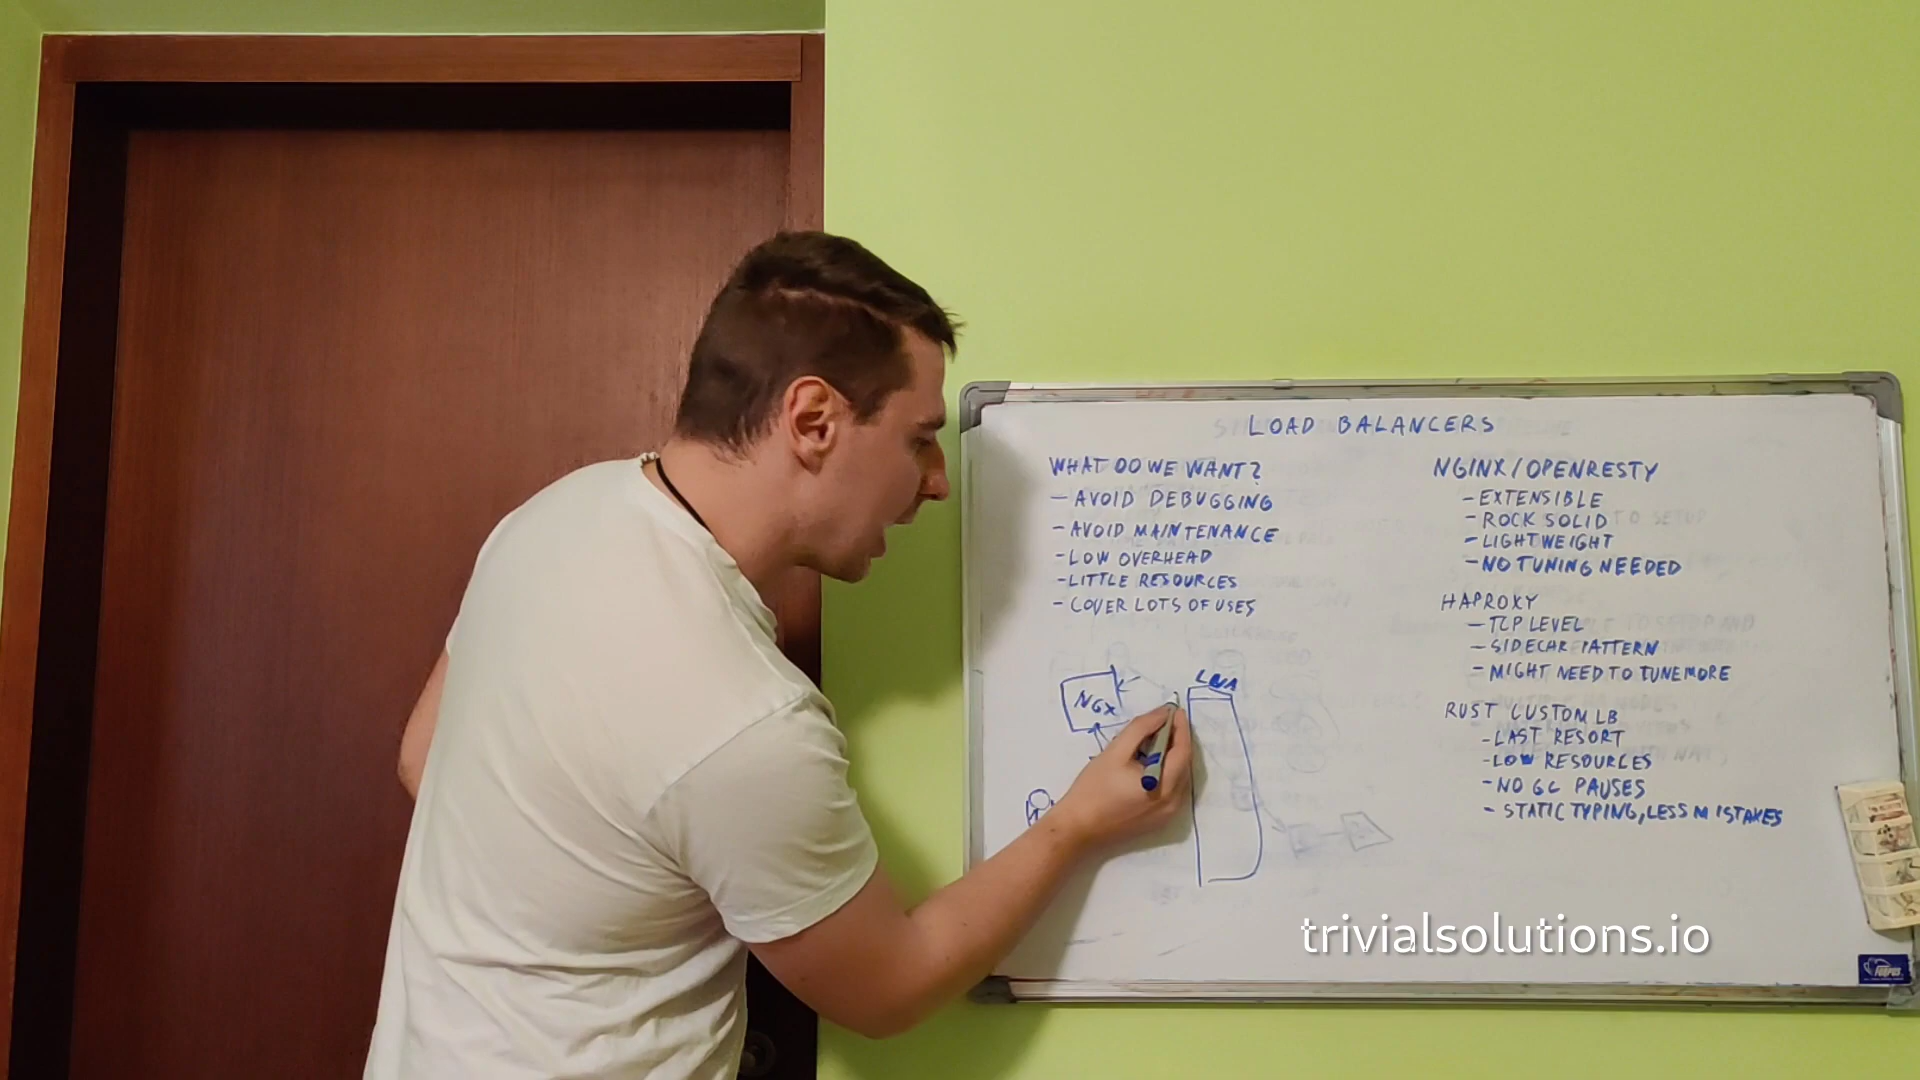 LOAD BALANCERS
WHAT DO WE WANT?
- AVOID DEBUGGING
- AVOID MAINTENANCE
- LOW OVERHEAD
- LITTLE RESOURCES
- COVER LOTS OF USES
NGX
LUA
NGINX/OPENRESTY
- EXTENSIBLE
- ROCK SOLID
- LIGHTWEIGHT
- NO TUNING NEEDED
HAPROXY
- TCP LEVEL
- SIDECAR PATTERN
- MIGHT NEED TO TUNE MORE
RUST CUSTOM LB
- LAST RESORT
- LOW RESOURCES
- NO GC PAUSES
- STATIC TYPING, LESS MISTAKES
trivialsolutions.io